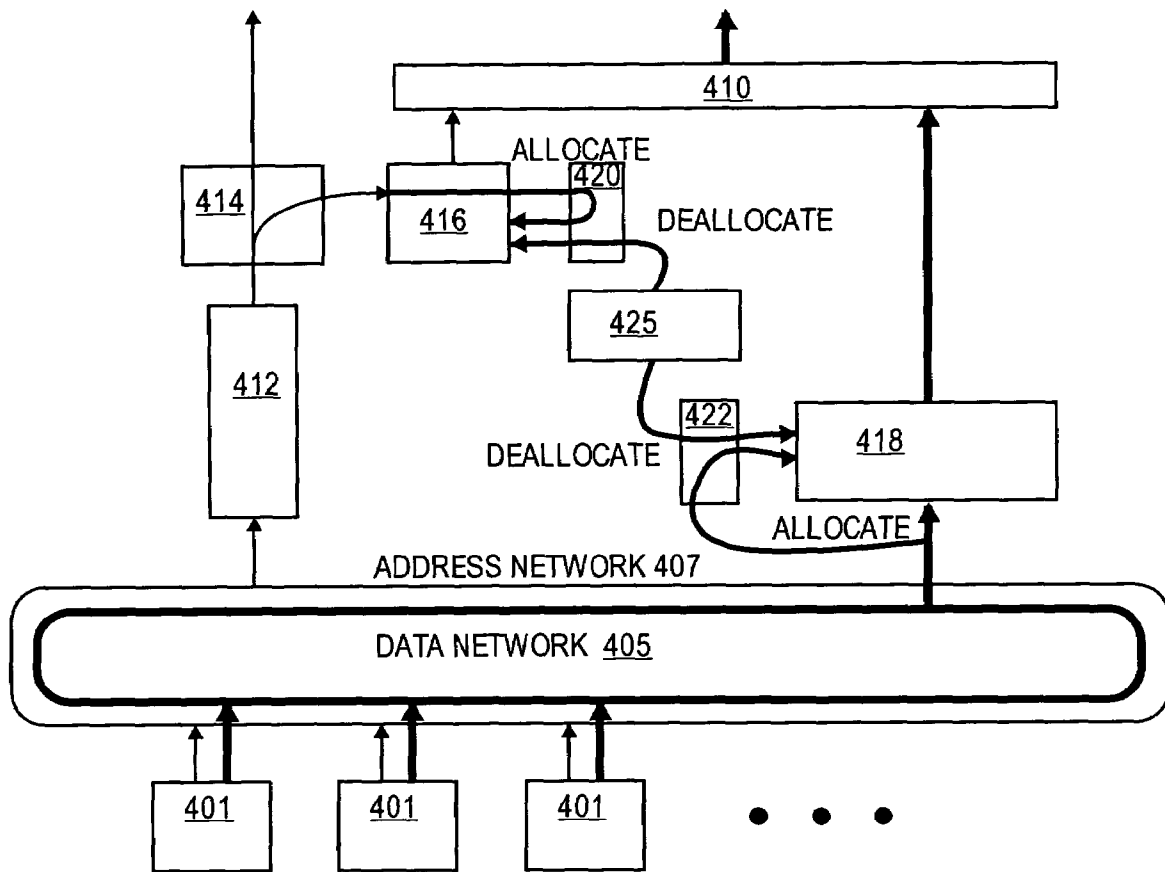 410
ALLOCATE
420
414
416
DEALLOCATE
425
412
422
418
DEALLOCATE
ALLOCATE
ADDRESS NETWORK 407
DATA NETWORK 405
401 401 401